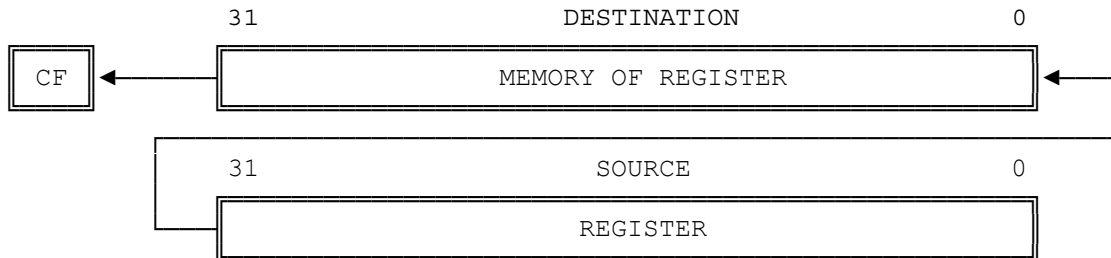 31 DESTINATION 0
CF MEMORY OF REGISTER
31 SOURCE 0
REGISTER